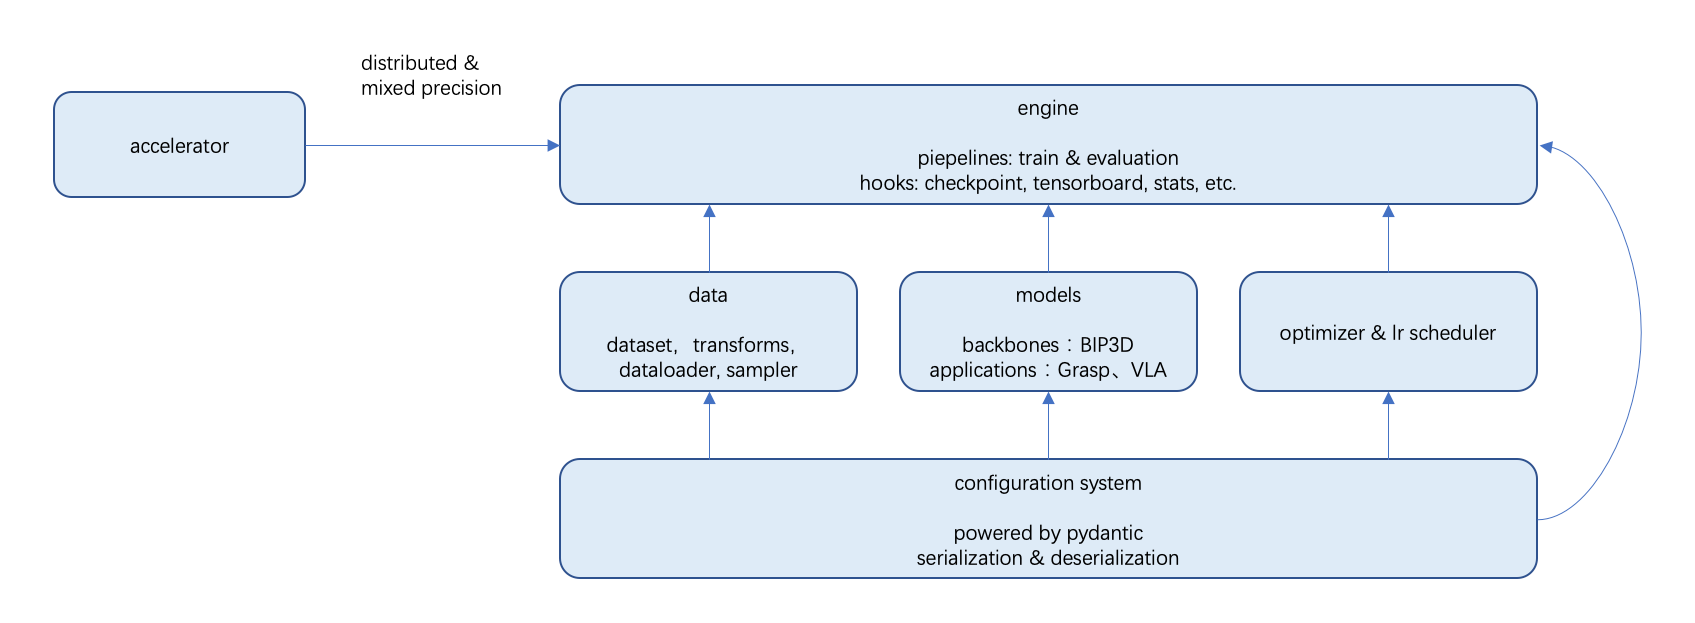 distributed &
mixed precision
accelerator
engine
piepelines: train & evaluation
hooks: checkpoint, tensorboard, stats, etc.
data
dataset,  transforms,
dataloader, sampler
models
backbones：BIP3D
applications：Grasp、VLA
optimizer & lr scheduler
configuration system
powered by pydantic
serialization & deserialization